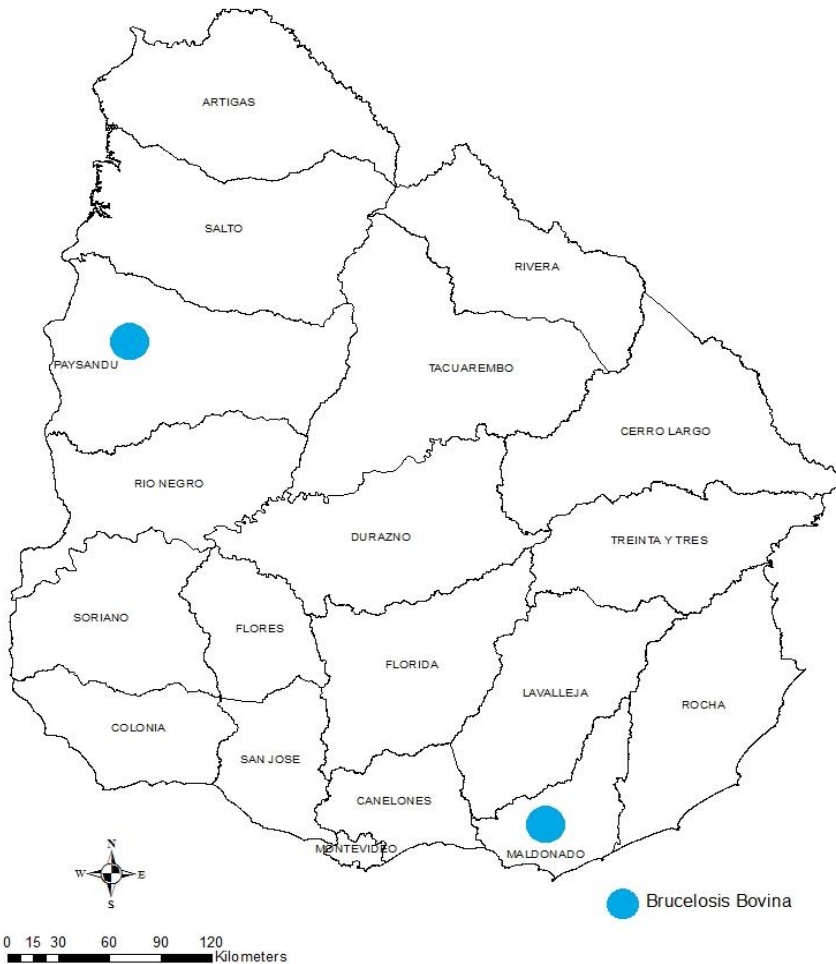 ARTIGAS
SALTO
RIVERA
PAYSANDU
TACUAREMBO
CERRO LARGO
RIO NEGRO
DURAZNO
TREINTA Y TRES
SORIANO
FLORES
FLORIDA
LAVALLEJA
ROCHA
COLONIA
SAN JOSE
CANELONES
MONTEVIDEO
MALDONADO
N
W E
S
Brucelosis Bovina
0 15 30 60 90 120
Kilometers